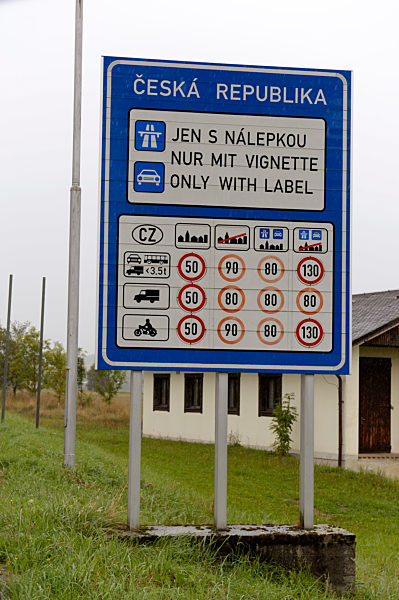 ČESKÁ REPUBLIKA
JEN S NÁLEPKOU
NUR MIT VIGNETTE
ONLY WITH LABEL
CZ
<3.5t 50 90 80 130
50 80 80 80
50 90 80 130